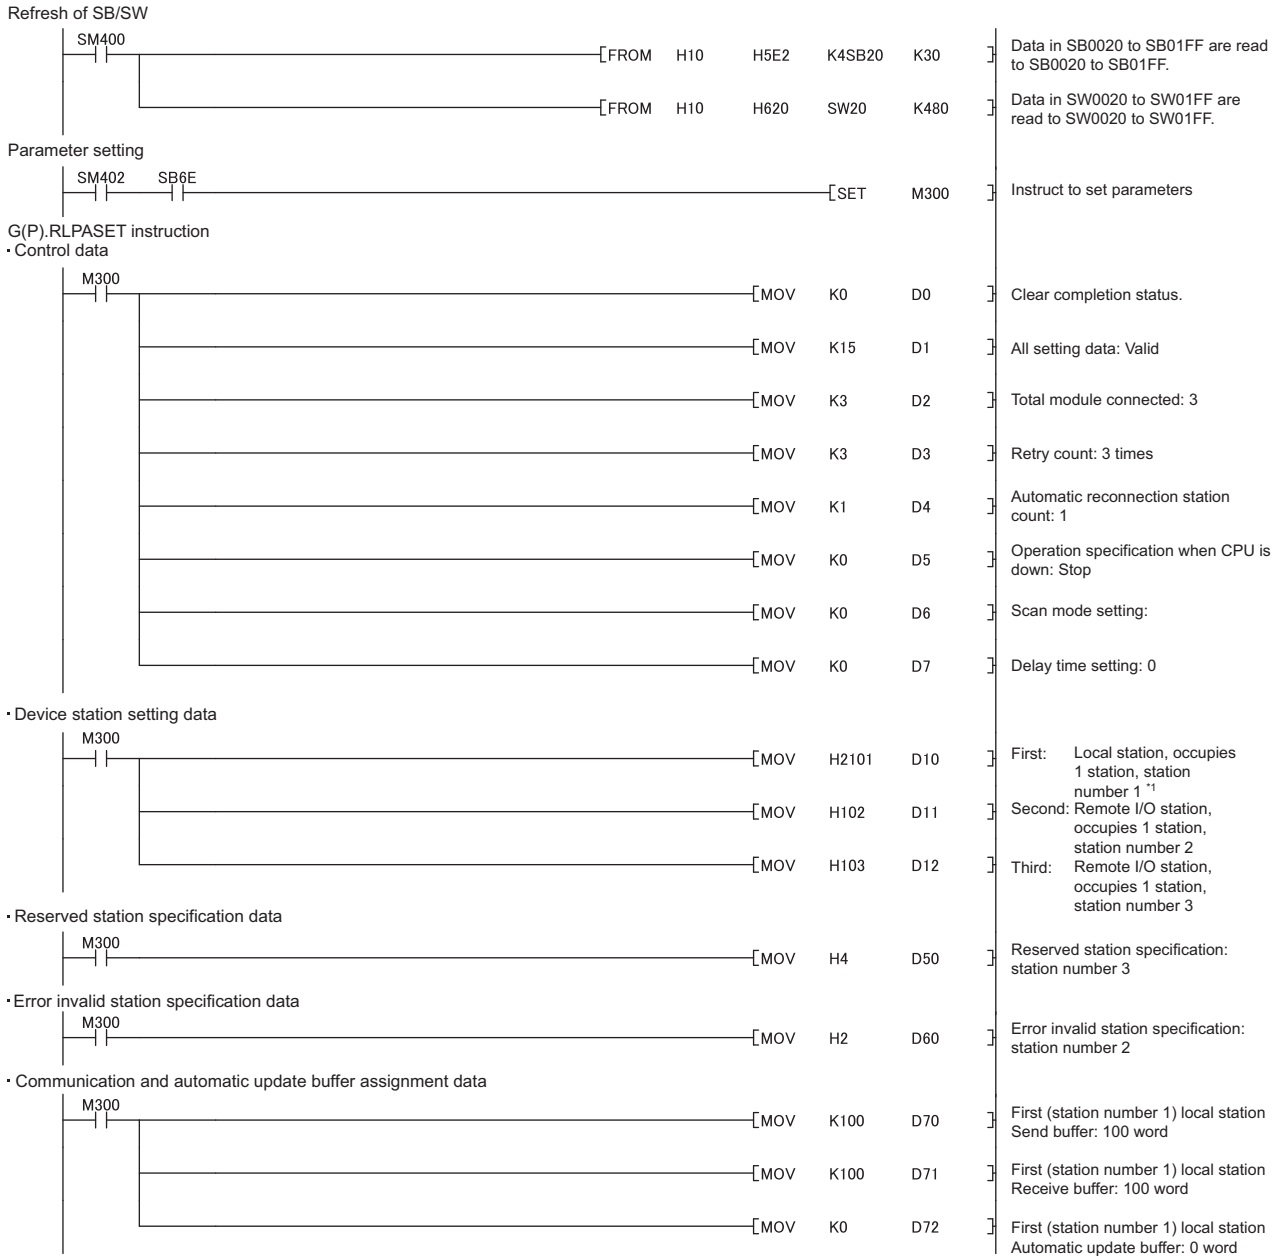 Refresh of SB/SW
SM400
FROM H10 H5E2 K4SB20 K30
Data in SB0020 to SB01FF are read
to SB0020 to SB01FF.
FROM H10 H620 SW20 K480
Data in SW0020 to SW01FF are
read to SW0020 to SW01FF.
Parameter setting
SM402 SB6E
SET M300
Instruct to set parameters
G(P).RLPASET instruction
· Control data
M300
MOV K0 D0
Clear completion status.
MOV K15 D1
All setting data: Valid
MOV K3 D2
Total module connected: 3
MOV K3 D3
Retry count: 3 times
MOV K1 D4
Automatic reconnection station
count: 1
MOV K0 D5
Operation specification when CPU is
down: Stop
MOV K0 D6
Scan mode setting:
MOV K0 D7
Delay time setting: 0
· Device station setting data
M300
MOV H2101 D10
First: Local station, occupies
1 station, station
number 1 *1
MOV H102 D11
Second: Remote I/O station,
occupies 1 station,
station number 2
MOV H103 D12
Third: Remote I/O station,
occupies 1 station,
station number 3
· Reserved station specification data
M300
MOV H4 D50
Reserved station specification:
station number 3
· Error invalid station specification data
M300
MOV H2 D60
Error invalid station specification:
station number 2
· Communication and automatic update buffer assignment data
M300
MOV K100 D70
First (station number 1) local station
Send buffer: 100 word
MOV K100 D71
First (station number 1) local station
Receive buffer: 100 word
MOV K0 D72
First (station number 1) local station
Automatic update buffer: 0 word